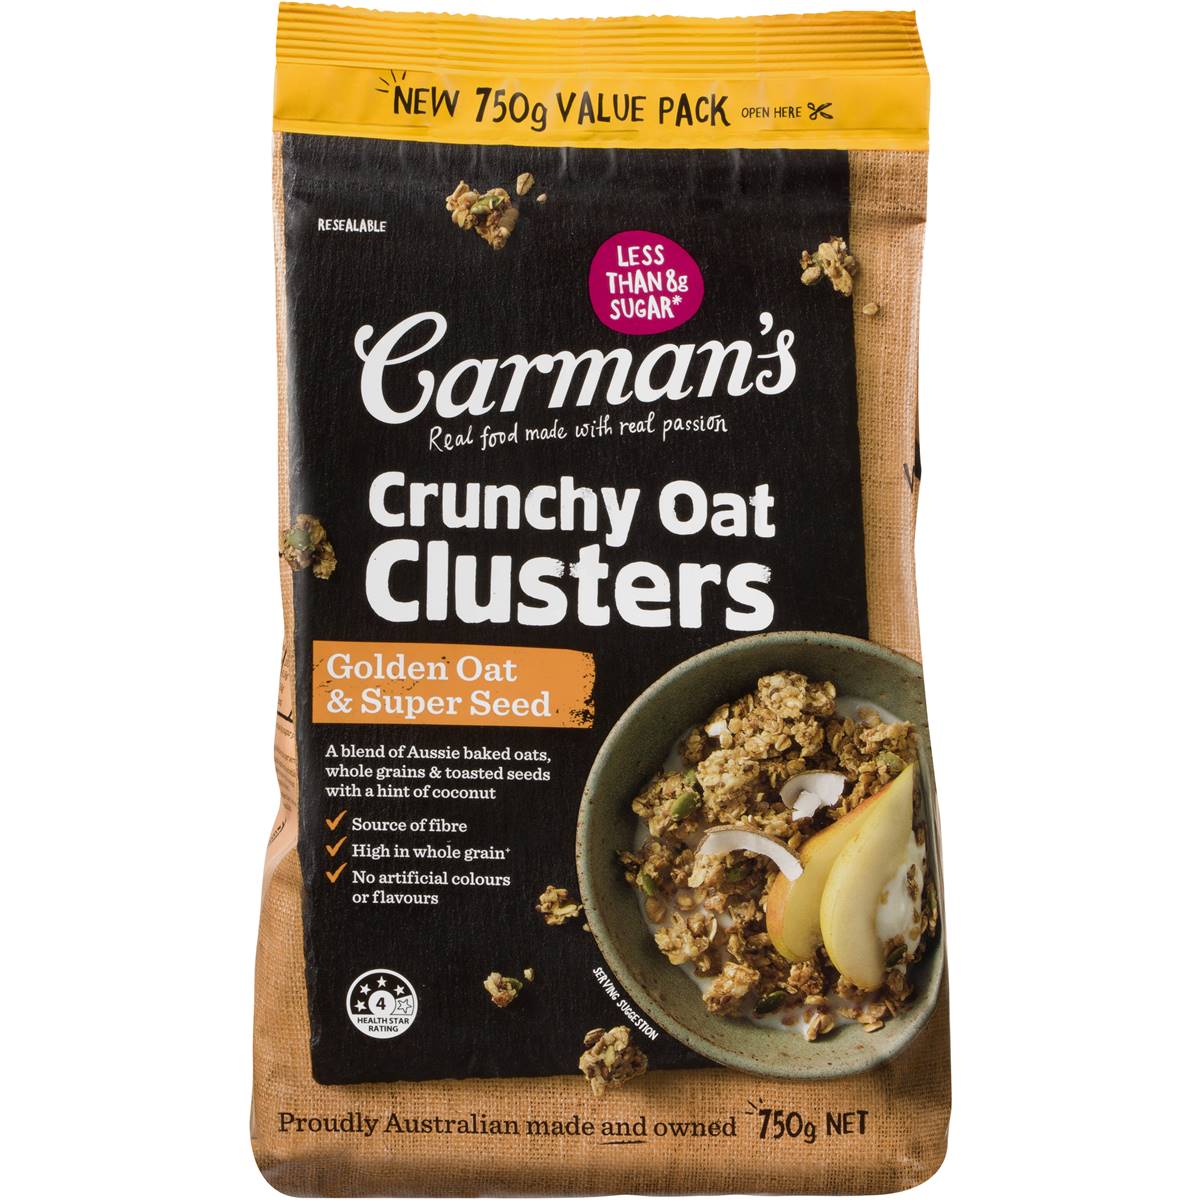 NEW 750g VALUE PACK OPEN HERE
RESEALABLE
LESS
THAN 8g
SUGAR*
Carman's
Real food made with real passion
Crunchy Oat
Clusters
Golden Oat
& Super Seed
A blend of Aussie baked oats,
whole grains & toasted seeds
with a hint of coconut
Source of fibre
High in whole grain+
No artificial colours
or flavours
4
HEALTH STAR
RATING
SERVING SUGGESTION
Proudly Australian made and owned 750g NET